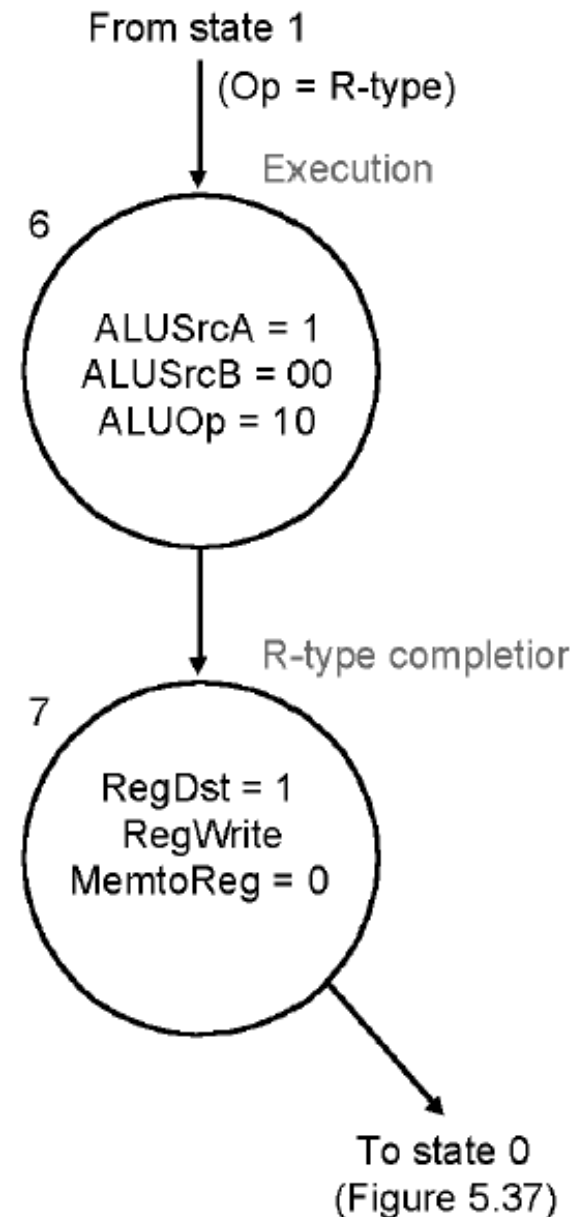 From state 1
(Op = R-type)
Execution
6
ALUSrcA = 1
ALUSrcB = 00
ALUOp = 10
R-type completior
7
RegDst = 1
RegWrite
MemtoReg = 0
To state 0
(Figure 5.37)